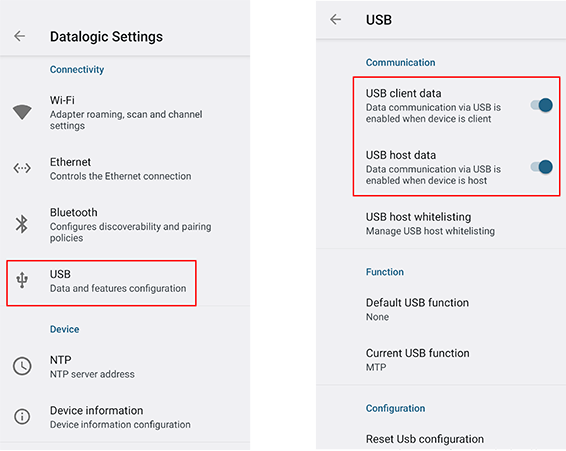 Datalogic Settings
Connectivity
Wi-Fi
Adapter roaming, scan and channel
settings
Ethernet
Controls the Ethernet connection
Bluetooth
Configures discoverability and pairing
policies
USB
Data and features configuration
Device
NTP
NTP server address
Device information
Device information configuration
USB
Communication
USB client data
Data communication via USB is
enabled when device is client
USB host data
Data communication via USB is
enabled when device is host
USB host whitelisting
Manage USB host whitelisting
Function
Default USB function
None
Current USB function
MTP
Configuration
Reset Usb configuration